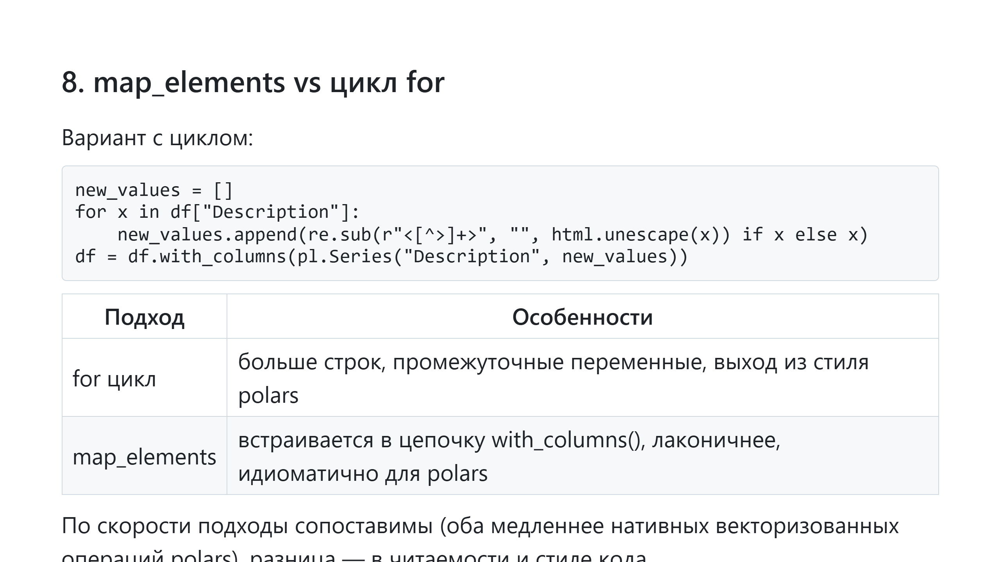 8. map_elements vs цикл for
Вариант с циклом:
new_values = []
for x in df["Description"]:
    new_values.append(re.sub(r"<[^>]+>", "", html.unescape(x)) if x else x)
df = df.with_columns(pl.Series("Description", new_values))
Подход
Особенности
for цикл
больше строк, промежуточные переменные, выход из стиля
polars
map_elements
встраивается в цепочку with_columns(), лаконичнее,
идиоматично для polars
По скорости подходы сопоставимы (оба медленнее нативных векторизованных
операций polars), разница — в читаемости и стиле кода